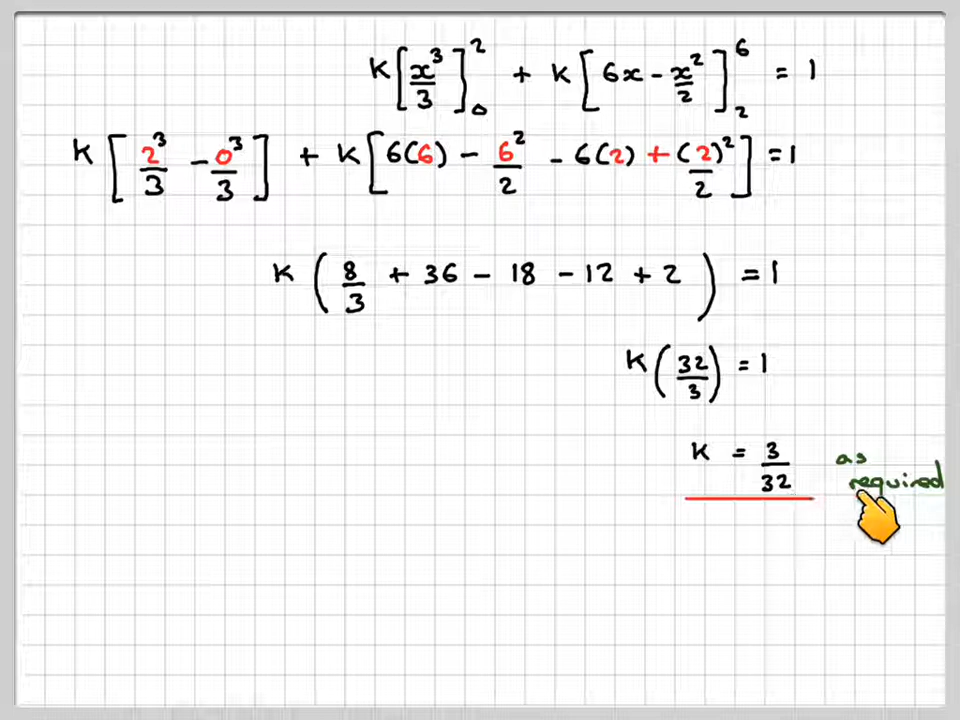 K[x³/3]₀² + K[6x - x²/2]₂⁶ = 1
K[2³/3 - 0³/3] + K[6(6) - 6²/2 - 6(2) + (2)²/2] = 1
K(8/3 + 36 - 18 - 12 + 2) = 1
K(32/3) = 1
K = 3/32 as required